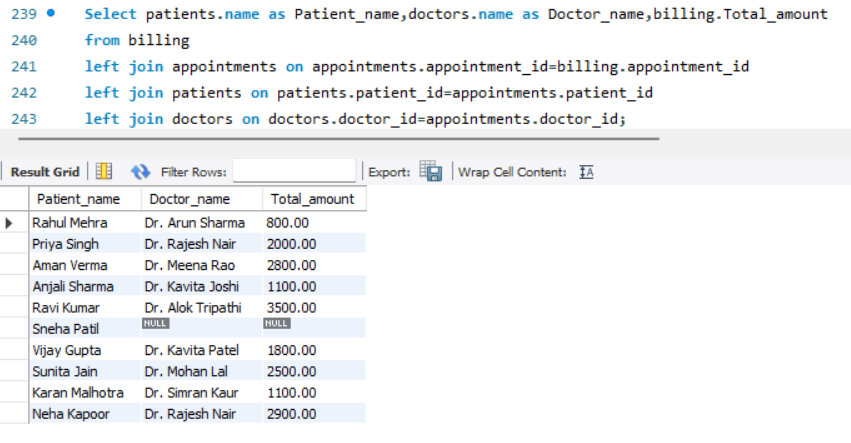 239 Select patients.name as Patient_name,doctors.name as Doctor_name,billing.Total_amount
240 from billing
241 left join appointments on appointments.appointment_id=billing.appointment_id
242 left join patients on patients.patient_id=appointments.patient_id
243 left join doctors on doctors.doctor_id=appointments.doctor_id;
Result Grid Filter Rows: Export: Wrap Cell Content:
Patient_name Doctor_name Total_amount
Rahul Mehra Dr. Arun Sharma 800.00
Priya Singh Dr. Rajesh Nair 2000.00
Aman Verma Dr. Meena Rao 2800.00
Anjali Sharma Dr. Kavita Joshi 1100.00
Ravi Kumar Dr. Alok Tripathi 3500.00
Sneha Patil NULL NULL
Vijay Gupta Dr. Kavita Patel 1800.00
Sunita Jain Dr. Mohan Lal 2500.00
Karan Malhotra Dr. Simran Kaur 1100.00
Neha Kapoor Dr. Rajesh Nair 2900.00